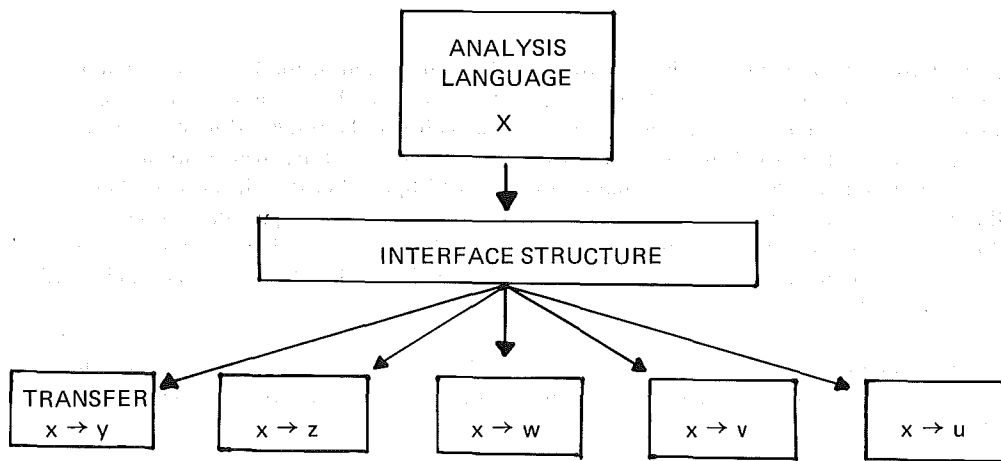 ANALYSIS
LANGUAGE
X
INTERFACE STRUCTURE
TRANSFER
x → y
x → z
x → w
x → v
x → u